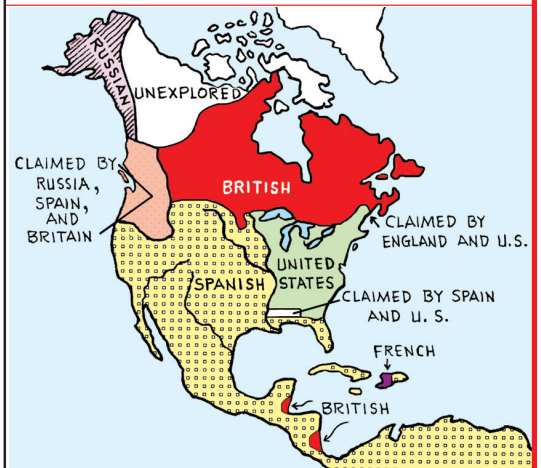 RUSSIAN
UNEXPLORED
CLAIMED BY
RUSSIA,
SPAIN,
AND
BRITAIN
BRITISH
CLAIMED BY
ENGLAND AND U.S.
UNITED
STATES
SPANISH
CLAIMED BY SPAIN
AND U.S.
FRENCH
BRITISH